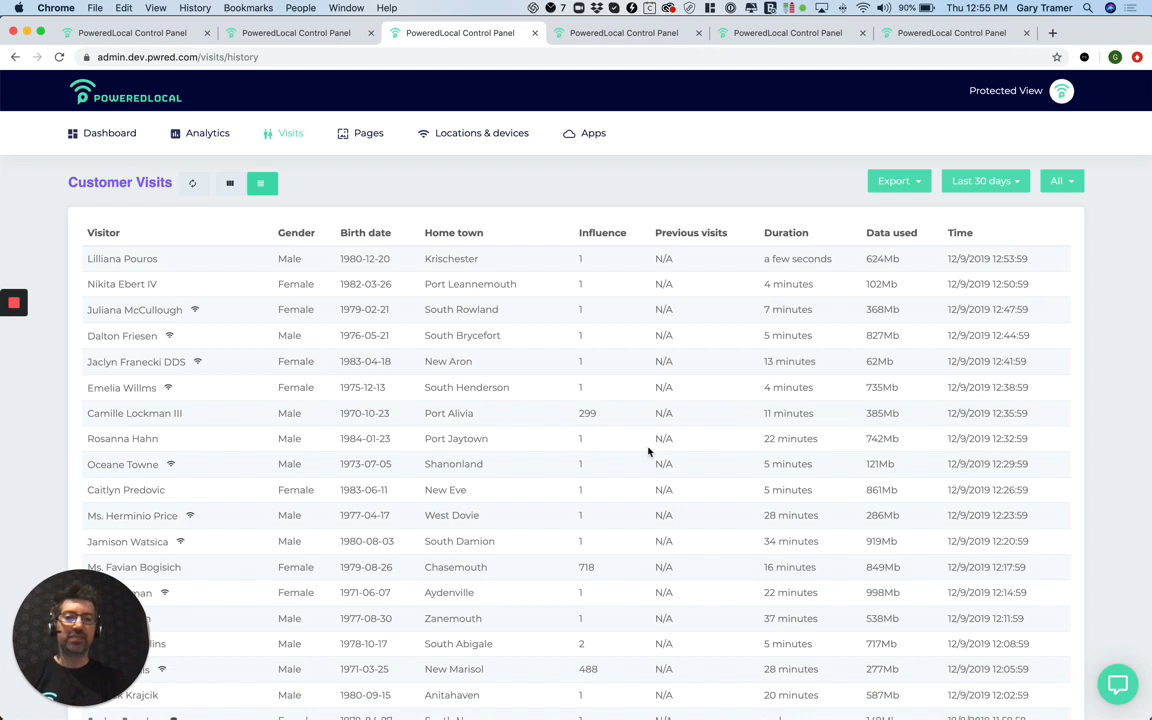 Chrome File Edit View History Bookmarks People Window Help 7 90% Thu 12:55 PM Gary Tramer
PoweredLocal Control Panel PoweredLocal Control Panel PoweredLocal Control Panel PoweredLocal Control Panel PoweredLocal Control Panel PoweredLocal Control Panel
admin.dev.pwred.com/visits/history G
POWEREDLOCAL Protected View
Dashboard Analytics Visits Pages Locations & devices Apps
Customer Visits Export Last 30 days All
Visitor Gender Birth date Home town Influence Previous visits Duration Data used Time
Lilliana Pouros Male 1980-12-20 Krischester 1 N/A a few seconds 624Mb 12/9/2019 12:53:59
Nikita Ebert IV Female 1982-03-26 Port Leannemouth 1 N/A 4 minutes 102Mb 12/9/2019 12:50:59
Juliana McCullough Female 1979-02-21 South Rowland 1 N/A 7 minutes 368Mb 12/9/2019 12:47:59
Dalton Friesen Male 1976-05-21 South Brycefort 1 N/A 5 minutes 827Mb 12/9/2019 12:44:59
Jaclyn Franecki DDS Female 1983-04-18 New Aron 1 N/A 13 minutes 62Mb 12/9/2019 12:41:59
Emelia Willms Female 1975-12-13 South Henderson 1 N/A 4 minutes 735Mb 12/9/2019 12:38:59
Camille Lockman III Male 1970-10-23 Port Alivia 299 N/A 11 minutes 385Mb 12/9/2019 12:35:59
Rosanna Hahn Male 1984-01-23 Port Jaytown 1 N/A 22 minutes 742Mb 12/9/2019 12:32:59
Oceane Towne Male 1973-07-05 Shanonland 1 N/A 5 minutes 121Mb 12/9/2019 12:29:59
Caitlyn Predovic Female 1983-06-11 New Eve 1 N/A 5 minutes 861Mb 12/9/2019 12:26:59
Ms. Herminio Price Male 1977-04-17 West Dovie 1 N/A 28 minutes 286Mb 12/9/2019 12:23:59
Jamison Watsica Male 1980-08-03 South Damion 1 N/A 34 minutes 919Mb 12/9/2019 12:20:59
Ms. Favian Bogisich Female 1979-08-26 Chasemouth 718 N/A 16 minutes 849Mb 12/9/2019 12:17:59
Female 1971-06-07 Aydenville 1 N/A 22 minutes 998Mb 12/9/2019 12:14:59
Male 1977-08-30 Zanemouth 1 N/A 37 minutes 538Mb 12/9/2019 12:11:59
Male 1978-10-17 South Abigale 2 N/A 5 minutes 717Mb 12/9/2019 12:08:59
Male 1971-03-25 New Marisol 488 N/A 28 minutes 277Mb 12/9/2019 12:05:59
Krajcik Male 1980-09-15 Anitahaven 1 N/A 20 minutes 587Mb 12/9/2019 12:02:59